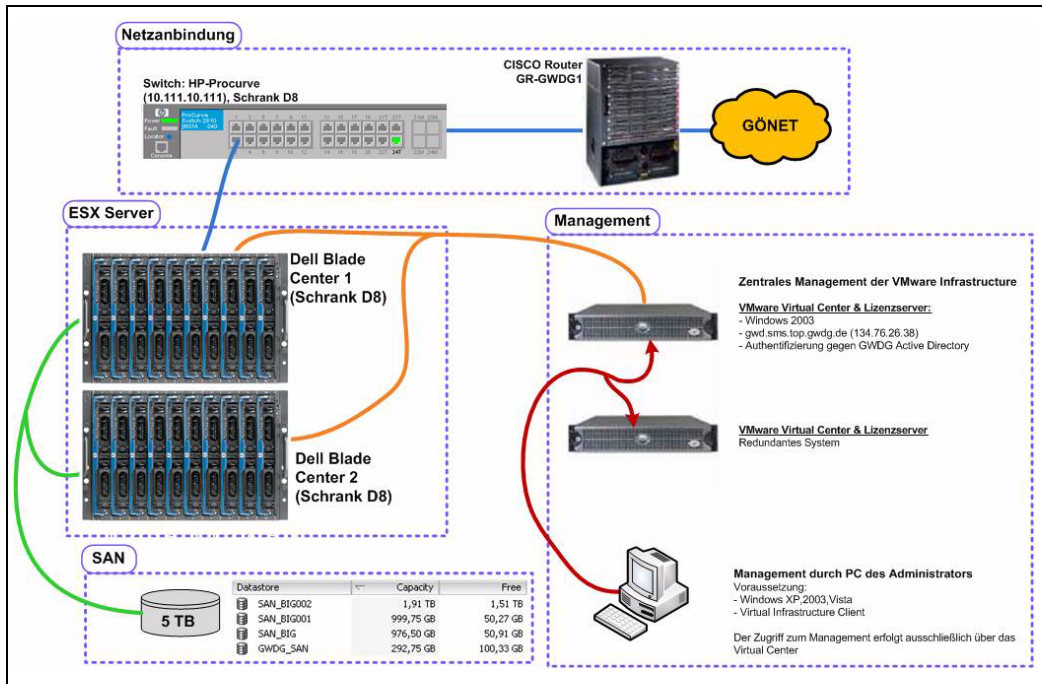 Netzanbindung
Switch: HP-Procurve
(10.111.10.111), Schrank D8
CISCO Router
GR-GWDG1
GÖNET
ProCurve
Power
Fault
Locator
Console
24T
ESX Server
Dell Blade
Center 1
(Schrank D8)
Dell Blade
Center 2
(Schrank D8)
Management
Zentrales Management der VMware Infrastructure
VMware Virtual Center & Lizenzserver:
- Windows 2003
- gwd.sms.top.gwdg.de (134.76.26.38)
- Authentifizierung gegen GWDG Active Directory
VMware Virtual Center & Lizenzserver
Redundantes System
Management durch PC des Administrators
Voraussetzung:
- Windows XP,2003,Vista
- Virtual Infrastructure Client
Der Zugriff zum Management erfolgt ausschließlich über das
Virtual Center
SAN
5 TB
Datastore Capacity Free
SAN_BIG002 1,91 TB 1,51 TB
SAN_BIG001 999,75 GB 50,27 GB
SAN_BIG 976,50 GB 50,91 GB
GWDG_SAN 292,75 GB 100,33 GB